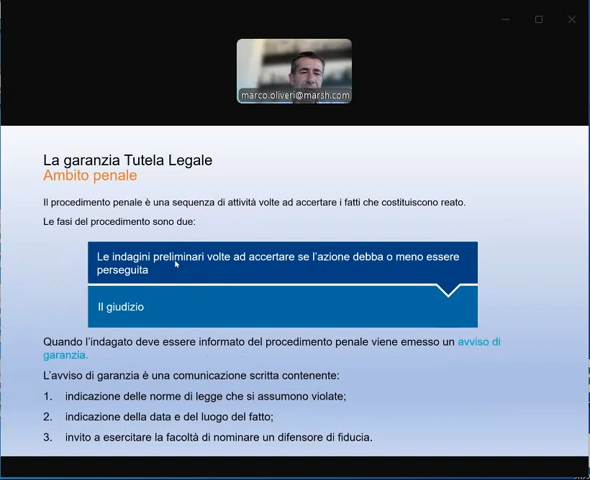 marco.oliveri@marsh.com
La garanzia Tutela Legale
Ambito penale
Il procedimento penale è una sequenza di attività volte ad accertare i fatti che costituiscono reato.
Le fasi del procedimento sono due:
Le indagini preliminari volte ad accertare se l'azione debba o meno essere
perseguita
Il giudizio
Quando l'indagato deve essere informato del procedimento penale viene emesso un avviso di
garanzia.
L'avviso di garanzia è una comunicazione scritta contenente:
1. indicazione delle norme di legge che si assumono violate;
2. indicazione della data e del luogo del fatto;
3. invito a esercitare la facoltà di nominare un difensore di fiducia.